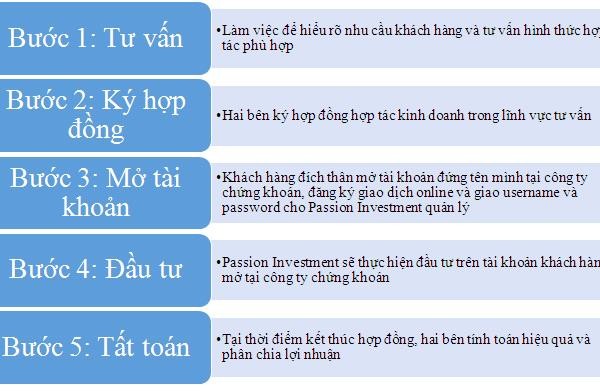 Bước 1: Tư vấn
•Làm việc để hiểu rõ nhu cầu khách hàng và tư vấn hình thức hợp
tác phù hợp
Bước 2: Ký hợp
đồng
•Hai bên ký hợp đồng hợp tác kinh doanh trong lĩnh vực tư vấn
Bước 3: Mở tài
khoản
•Khách hàng đích thân mở tài khoản đứng tên mình tại công ty
chứng khoán, đăng ký giao dịch online và giao username và
password cho Passion Investment quản lý
Bước 4: Đầu tư
•Passion Investment sẽ thực hiện đầu tư trên tài khoản khách hàn
mở tại công ty chứng khoán
Bước 5: Tất toán
•Tại thời điểm kết thúc hợp đồng, hai bên tính toán hiệu quả và
phân chia lợi nhuận